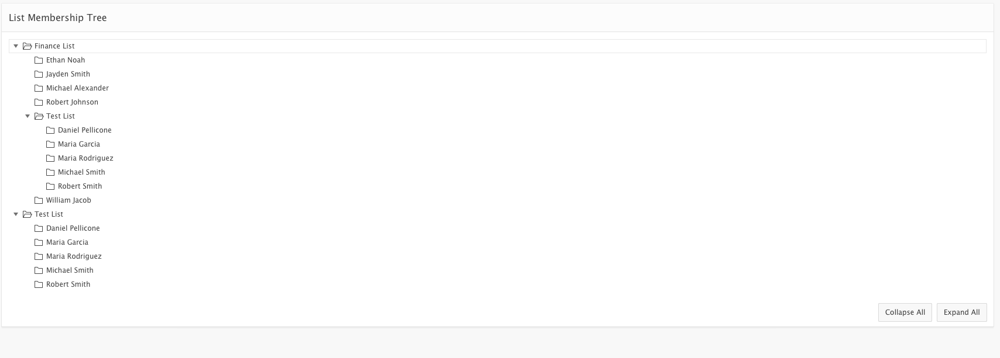 List Membership Tree
Finance List
Ethan Noah
Jayden Smith
Michael Alexander
Robert Johnson
Test List
Daniel Pellicone
Maria Garcia
Maria Rodriguez
Michael Smith
Robert Smith
William Jacob
Test List
Daniel Pellicone
Maria Garcia
Maria Rodriguez
Michael Smith
Robert Smith
Collapse All Expand All